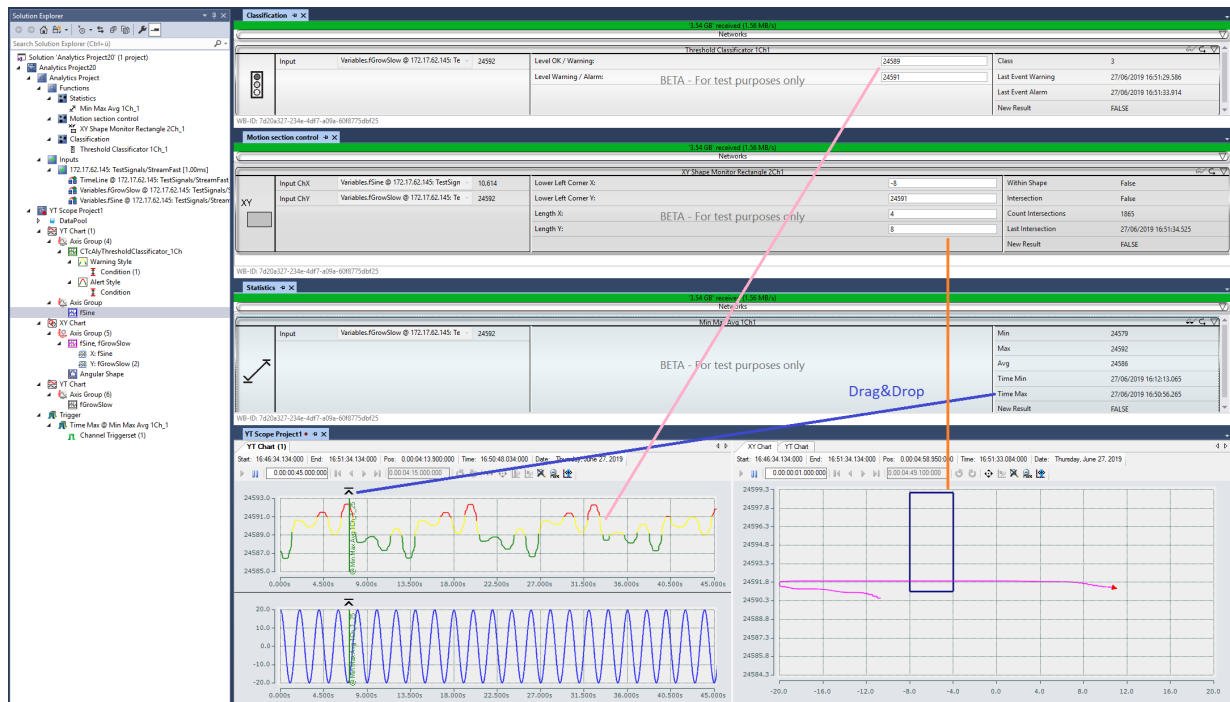 Solution Explorer
Search Solution Explorer (Ctrl+ü)
Solution 'Analytics Project20' (1 project)
Analytics Project20
Analytics Project
Functions
Statistics
Min Max Avg 1Ch_1
Motion section control
XY Shape Monitor Rectangle 2Ch_1
Classification
Threshold Classificator 1Ch_1
Inputs
172.17.62.145: TestSignals/StreamFast [1.00ms]
TimeLine @ 172.17.62.145: TestSignals/StreamFast
Variables.fGrowSlow @ 172.17.62.145: TestSignals/S
Variables.fSine @ 172.17.62.145: TestSignals/Stream
YT Scope Project1
DataPool
YT Chart (1)
Axis Group (4)
CTcAlyThresholdClassificator_1Ch
Warning Style
Condition (1)
Alert Style
Condition
Axis Group
fSine
XY Chart
Axis Group (5)
fSine, fGrowSlow
X: fSine
Y: fGrowSlow (2)
Angular Shape
YT Chart
Axis Group (6)
fGrowSlow
Trigger
Time Max @ Min Max Avg 1Ch_1
Channel Triggerset (1)
Classification
'3.54 GB' received (1.56 MB/s)
Networks
Threshold Classificator 1Ch1
Input Variables.fGrowSlow @ 172.17.62.145: Te 24592 Level OK / Warning: 24589 Class 3
Level Warning / Alarm: 24591 Last Event Warning 27/06/2019 16:51:29.586
BETA - For test purposes only
Last Event Alarm 27/06/2019 16:51:33.914
New Result FALSE
WB-ID: 7d20a327-234e-4df7-a09a-60f8775dbf25
Motion section control
'3.54 GB' received (1.56 MB/s)
Networks
XY Shape Monitor Rectangle 2Ch1
Input ChX Variables.fSine @ 172.17.62.145: TestSign 10,614 Lower Left Corner X: -8 Within Shape False
Input ChY Variables.fGrowSlow @ 172.17.62.145: Te 24592 Lower Left Corner Y: 24591 Intersection False
XY
Length X: 4 Count Intersections 1865
BETA - For test purposes only
Length Y: 8 Last Intersection 27/06/2019 16:51:34.525
New Result FALSE
WB-ID: 7d20a327-234e-4df7-a09a-60f8775dbf25
Statistics
'3.54 GB' received (1.56 MB/s)
Networks
Min Max Avg 1Ch1
Input Variables.fGrowSlow @ 172.17.62.145: Te 24592 Min 24579
Max 24592
BETA - For test purposes only
Avg 24586
Time Min 27/06/2019 16:12:13.065
Drag&Drop
Time Max 27/06/2019 16:50:56.265
New Result FALSE
WB-ID: 7d20a327-234e-4df7-a09a-60f8775dbf25
YT Scope Project1
YT Chart (1)
Start: 16:46:34.134:000 End: 16:51:34.134:000 Pos: 0.00:04:13.900:000 Time: 16:50:48.034:000 Date: Thursday, June 27, 2019
0.00:00:45.000:000 0.00:04:15.000:000
24593.0
24591.0
24589.0
24587.0
24585.0
0.000s 4.500s 9.000s 13.500s 18.000s 22.500s 27.000s 31.500s 36.000s 40.500s 45.000s
20.0
10.0
0.0
-10.0
-20.0
0.000s 4.500s 9.000s 13.500s 18.000s 22.500s 27.000s 31.500s 36.000s 40.500s 45.000s
XY Chart YT Chart
Start: 16:46:34.134:000 End: 16:51:34.134:000 Pos: 0.00:04:58.950:000 Time: 16:51:33.084:000 Date: Thursday, June 27, 2019
0.00:00:01.000:000 0.00:04:49.100:000
24599.3
24597.8
24596.3
24594.8
24593.3
24591.8
24590.3
24588.8
24587.3
24585.8
24584.3
-20.0 -16.0 -12.0 -8.0 -4.0 0.0 4.0 8.0 12.0 16.0 20.0